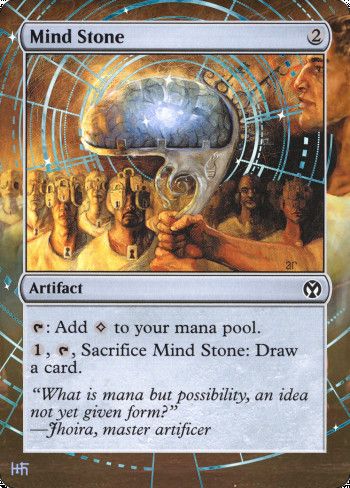 Mind Stone 2
Artifact
: Add to your mana pool.
1, , Sacrifice Mind Stone: Draw
a card.
“What is mana but possibility, an idea
not yet given form?”
—Jhoira, master artificer